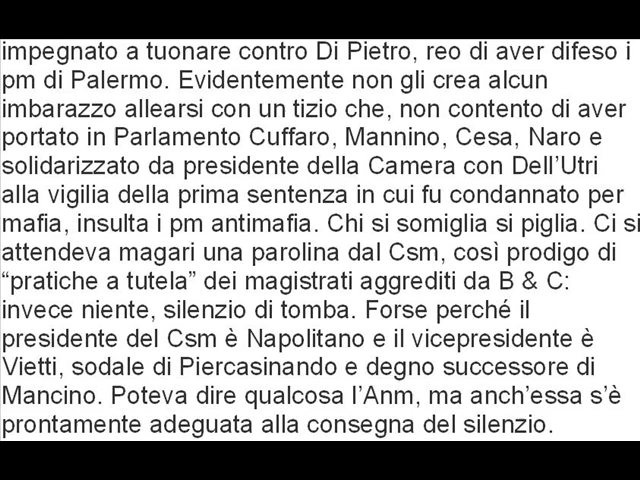 impegnato a tuonare contro Di Pietro, reo di aver difeso i
pm di Palermo. Evidentemente non gli crea alcun
imbarazzo allearsi con un tizio che, non contento di aver
portato in Parlamento Cuffaro, Mannino, Cesa, Naro e
solidarizzato da presidente della Camera con Dell’Utri
alla vigilia della prima sentenza in cui fu condannato per
mafia, insulta i pm antimafia. Chi si somiglia si piglia. Ci si
attendeva magari una parolina dal Csm, così prodigo di
“pratiche a tutela” dei magistrati aggrediti da B & C:
invece niente, silenzio di tomba. Forse perché il
presidente del Csm è Napolitano e il vicepresidente è
Vietti, sodale di Piercasinando e degno successore di
Mancino. Poteva dire qualcosa l’Anm, ma anch’essa s’è
prontamente adeguata alla consegna del silenzio.